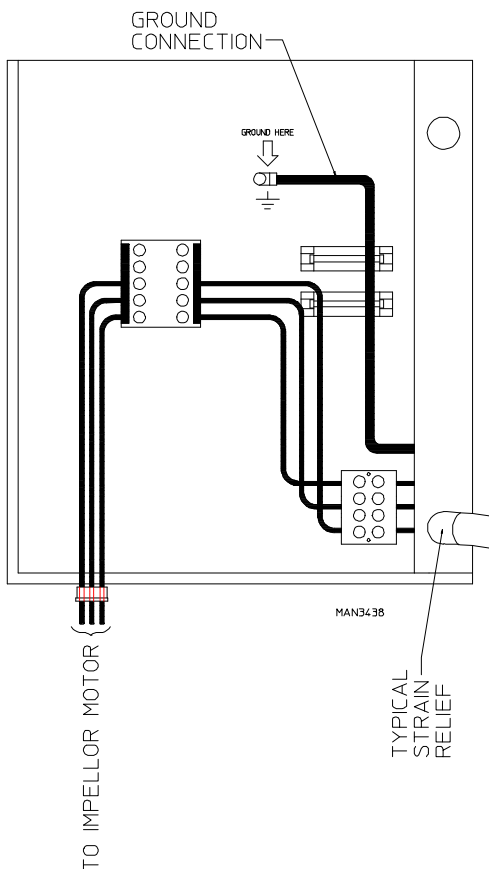 GROUND
CONNECTION
GROUND HERE
MAN3438
TO IMPELLOR MOTOR
TYPICAL
STRAIN
RELIEF